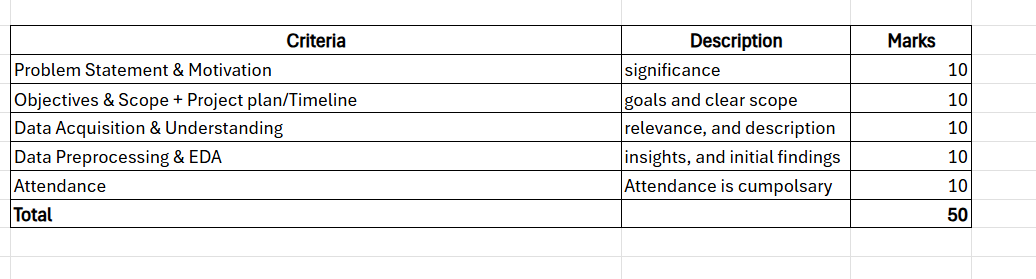 Criteria Description Marks
Problem Statement & Motivation significance 10
Objectives & Scope + Project plan/Timeline goals and clear scope 10
Data Acquisition & Understanding relevance, and description 10
Data Preprocessing & EDA insights, and initial findings 10
Attendance Attendance is cumpolsary 10
Total 50